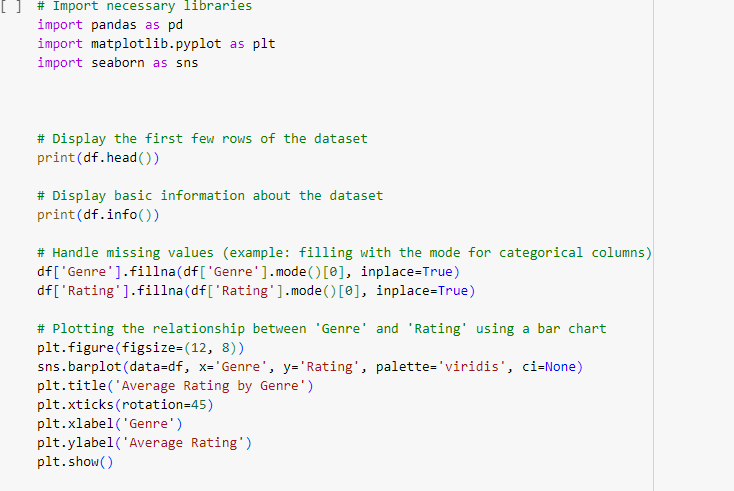 [ ] # Import necessary libraries
import pandas as pd
import matplotlib.pyplot as plt
import seaborn as sns
# Display the first few rows of the dataset
print(df.head())
# Display basic information about the dataset
print(df.info())
# Handle missing values (example: filling with the mode for categorical columns)
df['Genre'].fillna(df['Genre'].mode()[0], inplace=True)
df['Rating'].fillna(df['Rating'].mode()[0], inplace=True)
# Plotting the relationship between 'Genre' and 'Rating' using a bar chart
plt.figure(figsize=(12, 8))
sns.barplot(data=df, x='Genre', y='Rating', palette='viridis', ci=None)
plt.title('Average Rating by Genre')
plt.xticks(rotation=45)
plt.xlabel('Genre')
plt.ylabel('Average Rating')
plt.show()